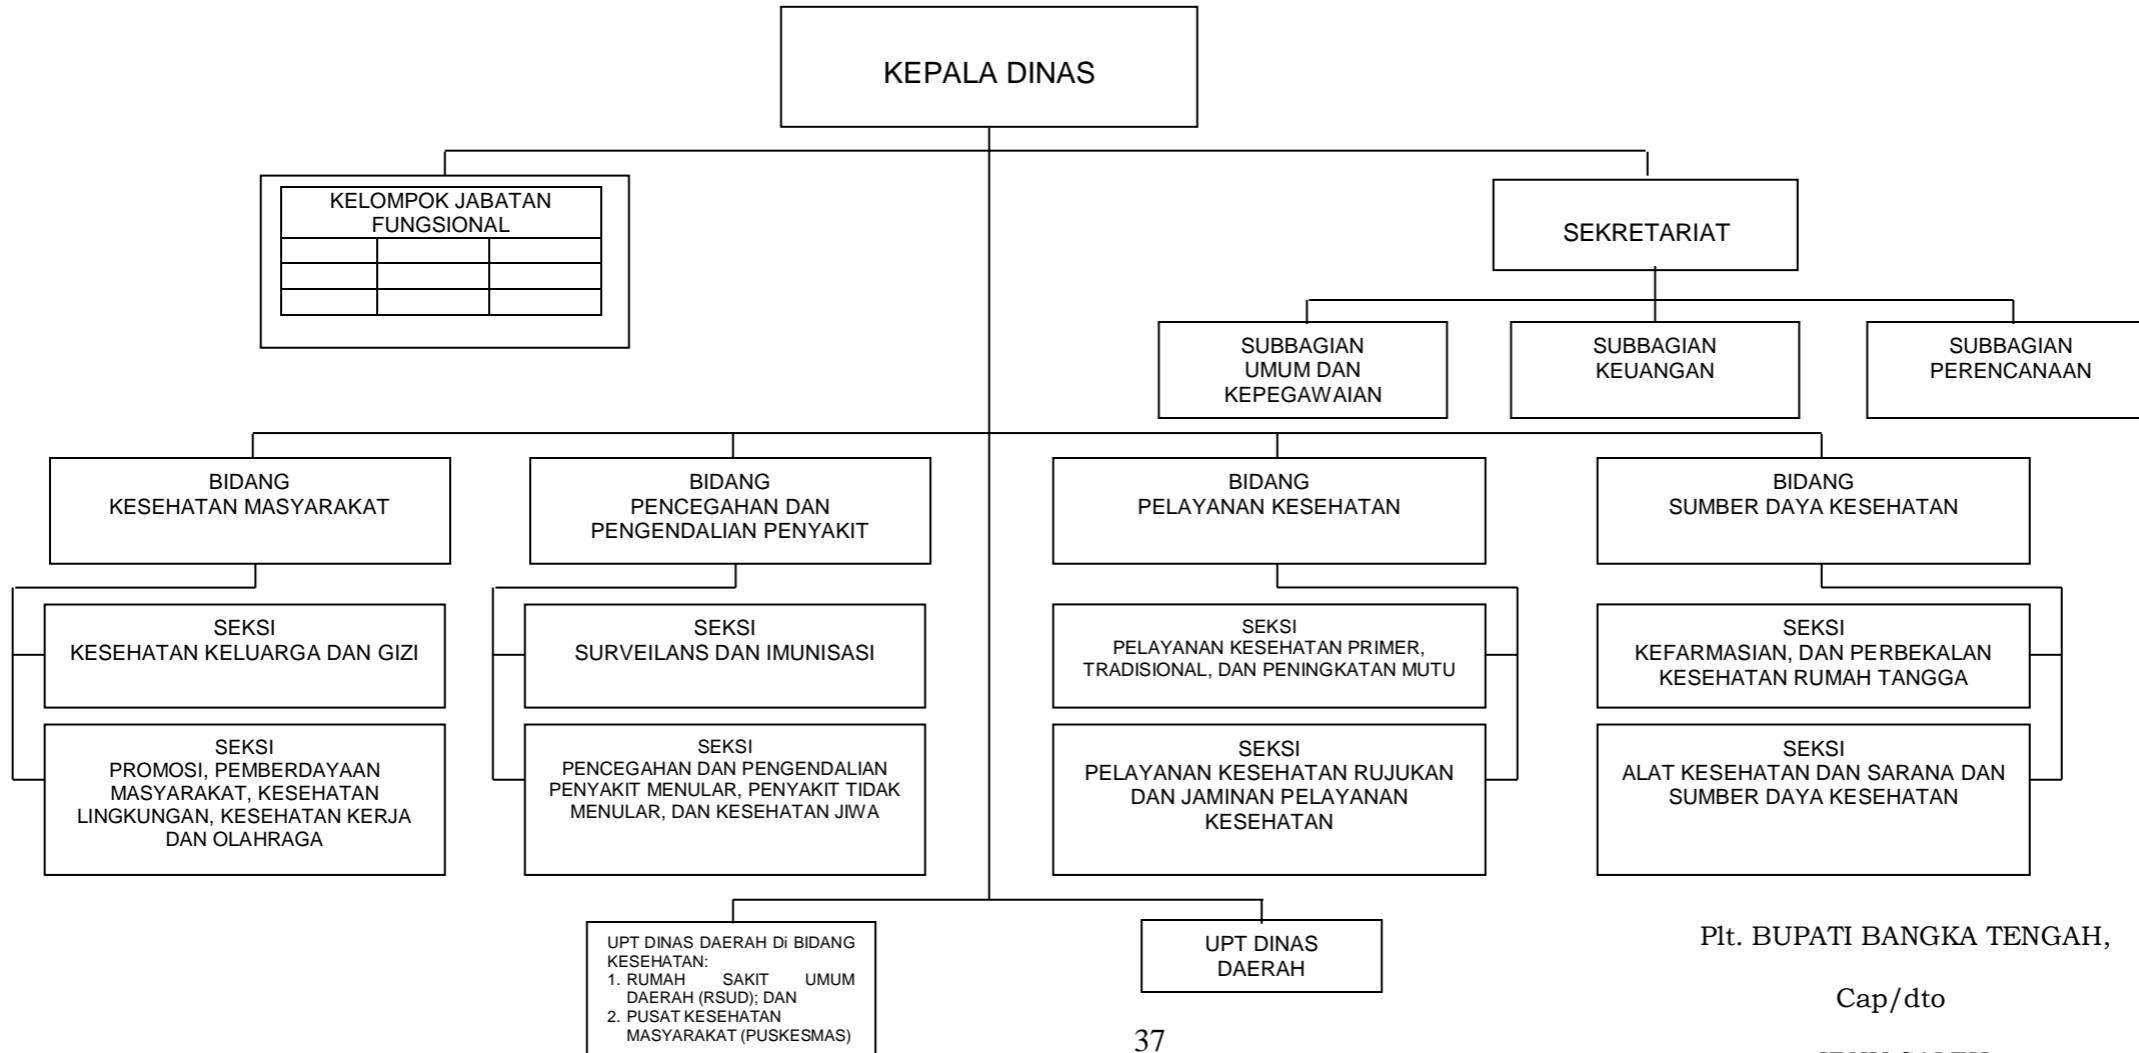 KEPALA DINAS
KELOMPOK JABATAN
FUNGSIONAL
SEKRETARIAT
SUBBAGIAN
UMUM DAN
KEPEGAWAIAN
SUBBAGIAN
KEUANGAN
SUBBAGIAN
PERENCANAAN
BIDANG
KESEHATAN MASYARAKAT
BIDANG
PENCEGAHAN DAN
PENGENDALIAN PENYAKIT
BIDANG
PELAYANAN KESEHATAN
BIDANG
SUMBER DAYA KESEHATAN
SEKSI
KESEHATAN KELUARGA DAN GIZI
SEKSI
SURVEILANS DAN IMUNISASI
SEKSI
PELAYANAN KESEHATAN PRIMER,
TRADISIONAL, DAN PENINGKATAN MUTU
SEKSI
KEFARMASIAN, DAN PERBEKALAN
KESEHATAN RUMAH TANGGA
SEKSI
PROMOSI, PEMBERDAYAAN
MASYARAKAT, KESEHATAN
LINGKUNGAN, KESEHATAN KERJA
DAN OLAHRAGA
SEKSI
PENCEGAHAN DAN PENGENDALIAN
PENYAKIT MENULAR, PENYAKIT TIDAK
MENULAR, DAN KESEHATAN JIWA
SEKSI
PELAYANAN KESEHATAN RUJUKAN
DAN JAMINAN PELAYANAN
KESEHATAN
SEKSI
ALAT KESEHATAN DAN SARANA DAN
SUMBER DAYA KESEHATAN
UPT DINAS DAERAH Di BIDANG
KESEHATAN:
1. RUMAH SAKIT UMUM
DAERAH (RSUD); DAN
2. PUSAT KESEHATAN
MASYARAKAT (PUSKESMAS)
UPT DINAS
DAERAH
Plt. BUPATI BANGKA TENGAH,
Cap/dto
37